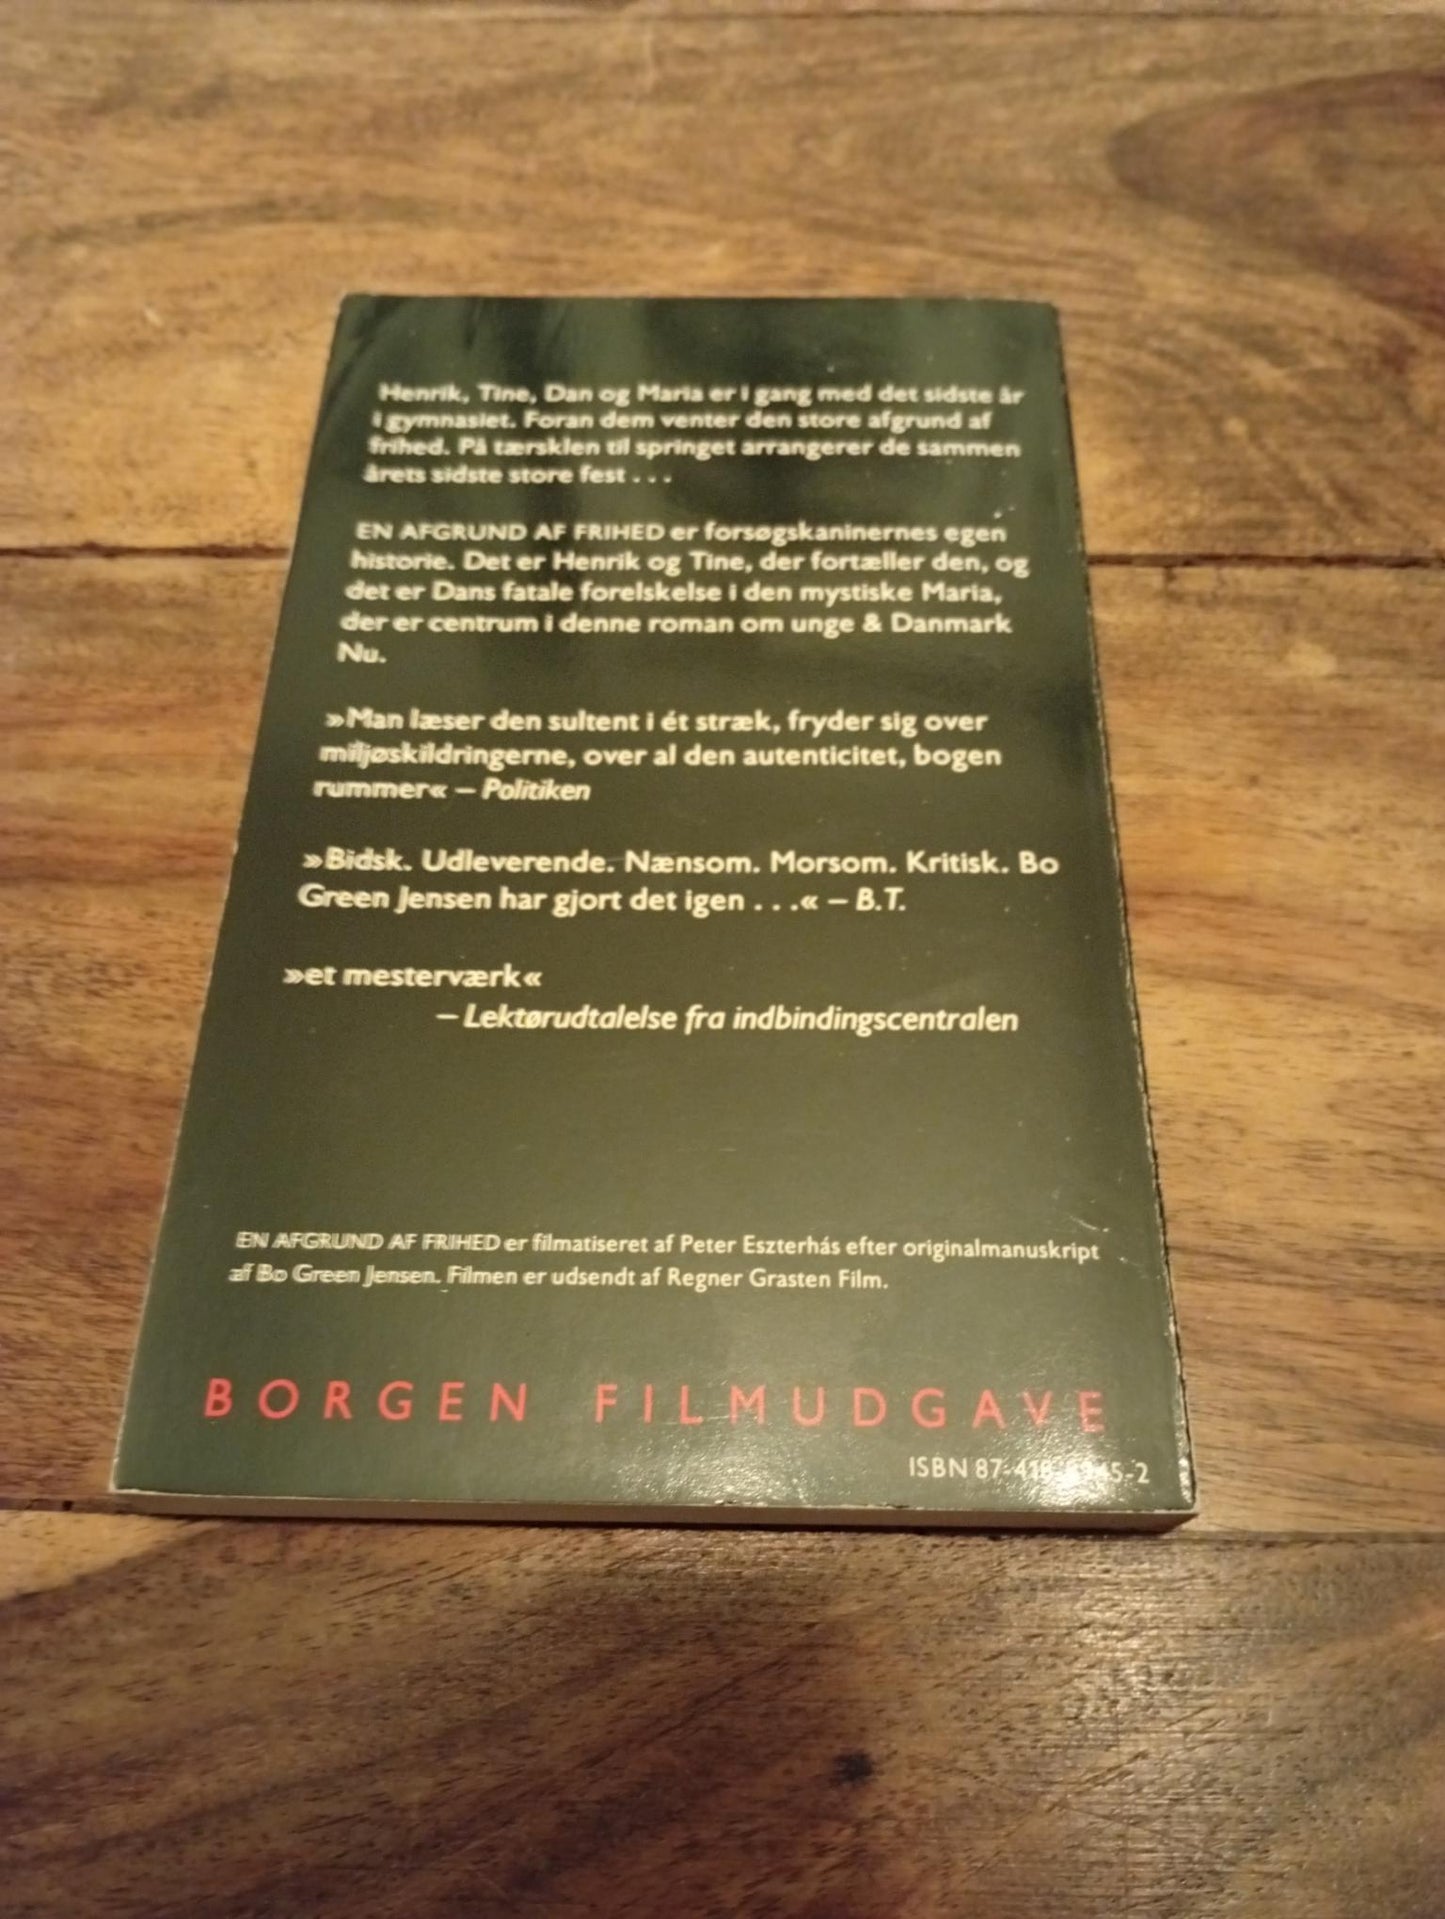 Henrik, Tine, Dan og Maria er i gang med det sidste år
i gymnasiet. Foran dem venter den store afgrund af
frihed. På tærsklen til springet arrangerer de sammen
årets sidste store fest . . .
EN AFGRUND AF FRIHED er forsøgskaninernes egen
historie. Det er Henrik og Tine, der fortæller den, og
det er Dans fatale forelskelse i den mystiske Maria,
der er centrum i denne roman om unge & Danmark
Nu.
»Man læser den sultent i ét stræk, fryder sig over
miljøskildringerne, over al den autenticitet, bogen
rummer« – Politiken
»Bidsk. Udleverende. Nænsom. Morsom. Kritisk. Bo
Green Jensen har gjort det igen . . .« – B.T.
»et mesterværk«
– Lektørudtalelse fra indbindingscentralen
EN AFGRUND AF FRIHED er filmatiseret af Peter Eszterhás efter originalmanuskript
af Bo Green Jensen. Filmen er udsendt af Regner Grasten Film.
BORGEN FILMUDGAVE
ISBN